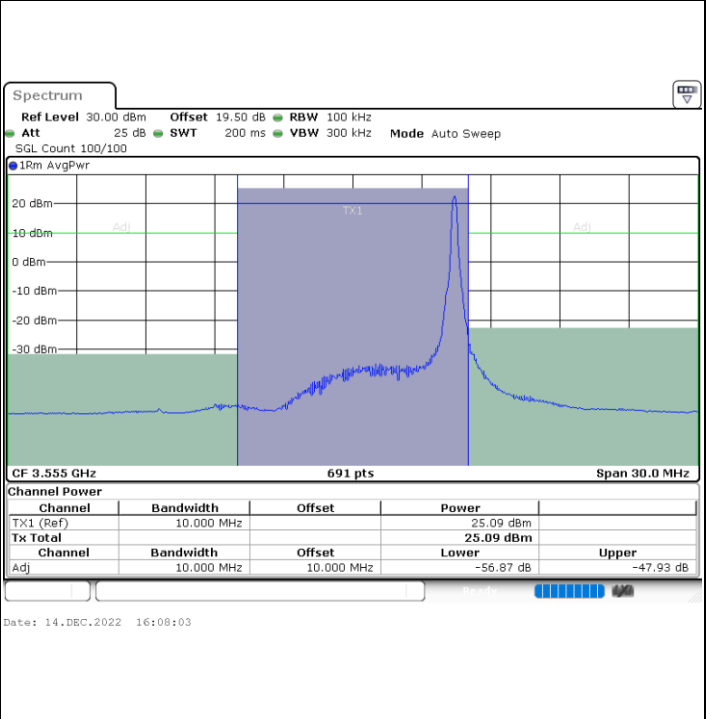 Spectrum
Ref Level 30.00 dBm Offset 19.50 dB RBW 100 kHz
Att 25 dB SWT 200 ms VBW 300 kHz Mode Auto Sweep
SGL Count 100/100
1Rm AvgPwr
20 dBm
TX1
Adj Adj
10 dBm
0 dBm
-10 dBm
-20 dBm
-30 dBm
CF 3.555 GHz 691 pts Span 30.0 MHz
Channel Power
Channel Bandwidth Offset Power
TX1 (Ref) 10.000 MHz 25.09 dBm
Tx Total 25.09 dBm
Channel Bandwidth Offset Lower Upper
Adj 10.000 MHz 10.000 MHz -56.87 dB -47.93 dB
Ready
Date: 14.DEC.2022 16:08:03